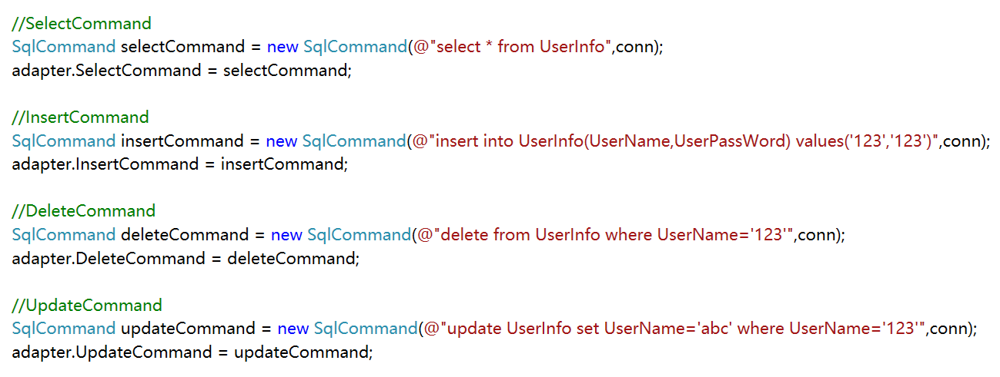 //SelectCommand
SqlCommand selectCommand = new SqlCommand(@"select * from UserInfo",conn);
adapter.SelectCommand = selectCommand;
//InsertCommand
SqlCommand insertCommand = new SqlCommand(@"insert into UserInfo(UserName,UserPassWord) values('123','123')",conn);
adapter.InsertCommand = insertCommand;
//DeleteCommand
SqlCommand deleteCommand = new SqlCommand(@"delete from UserInfo where UserName='123'",conn);
adapter.DeleteCommand = deleteCommand;
//UpdateCommand
SqlCommand updateCommand = new SqlCommand(@"update UserInfo set UserName='abc' where UserName='123'",conn);
adapter.UpdateCommand = updateCommand;